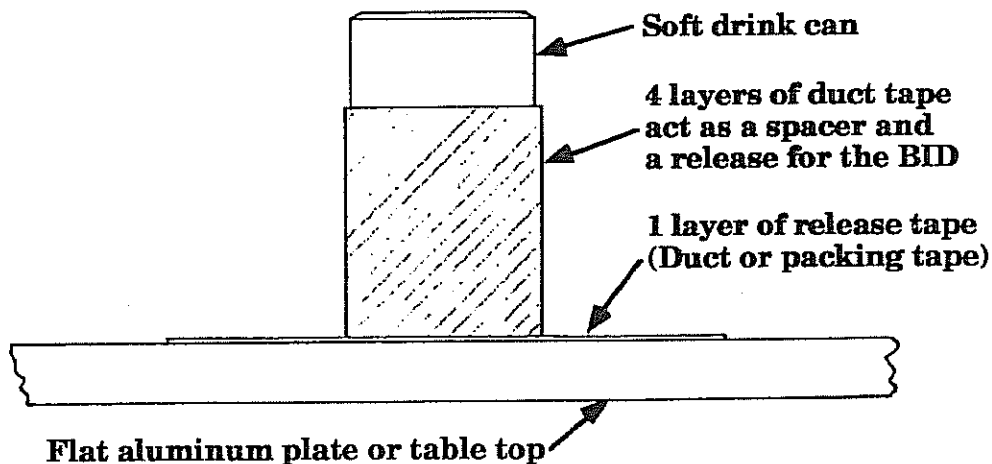 Soft drink can
4 layers of duct tape
act as a spacer and
a release for the BID
1 layer of release tape
(Duct or packing tape)
Flat aluminum plate or table top